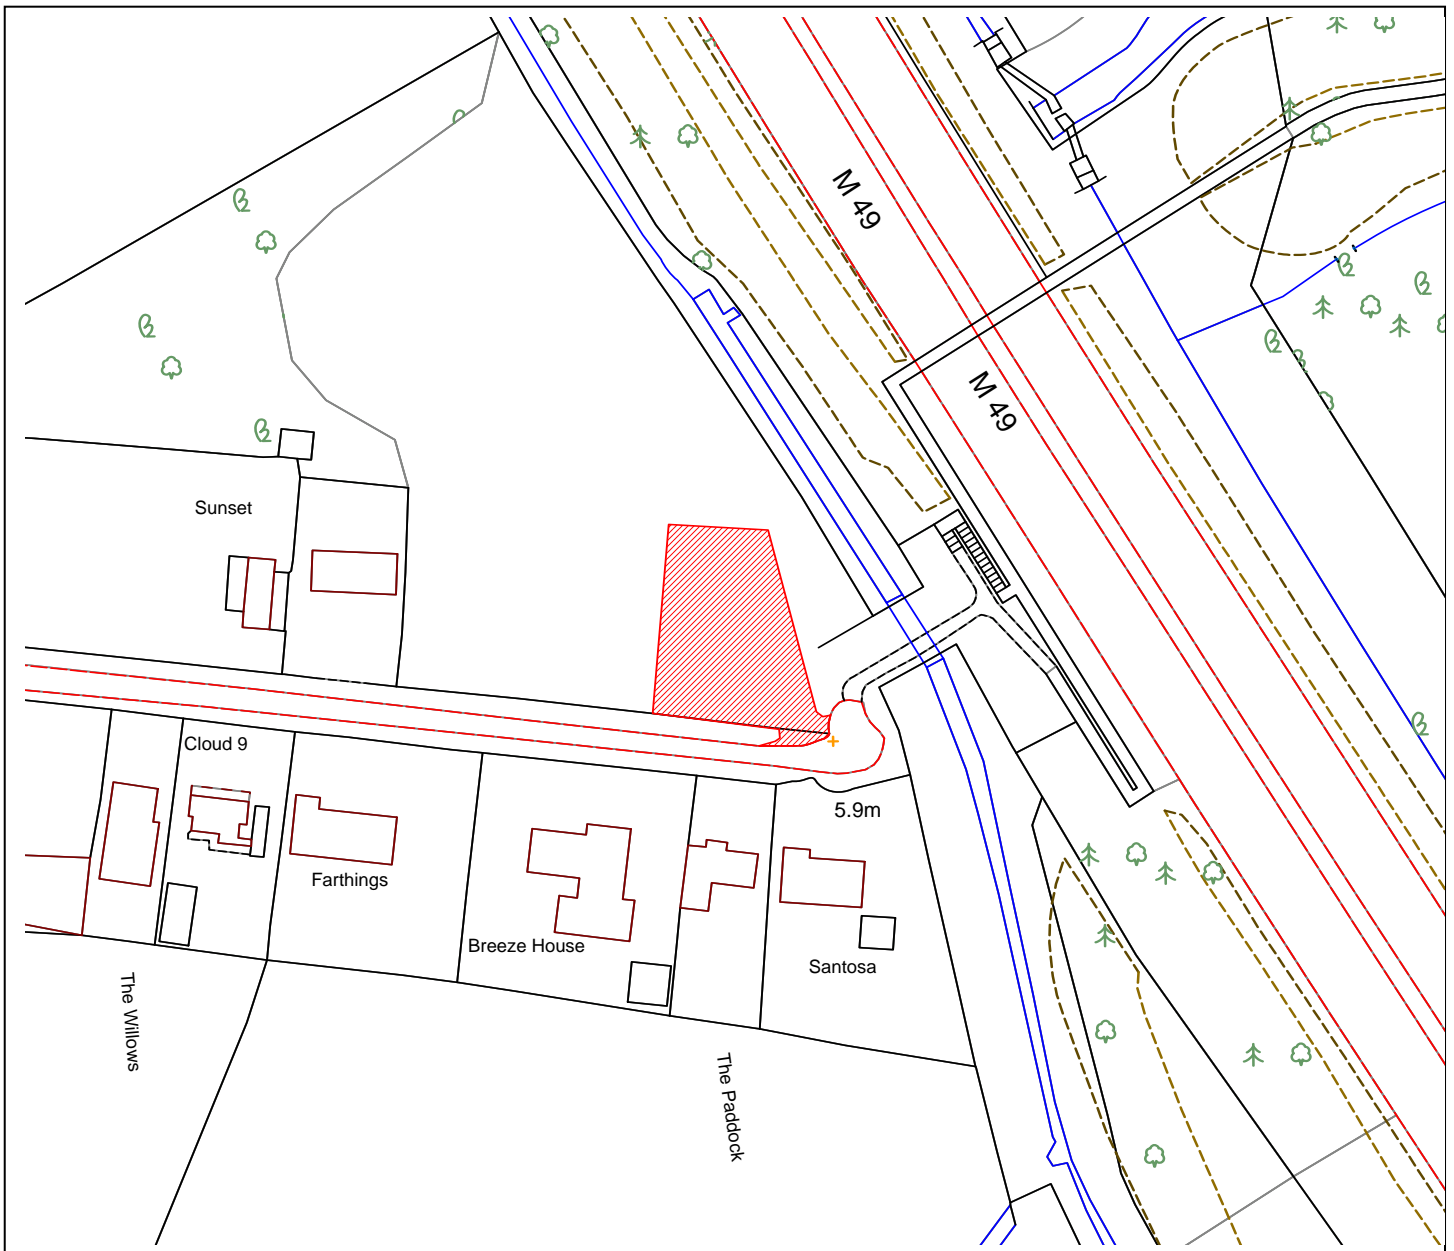 M 49
M 49
Sunset
Cloud 9
5.9m
Farthings
Breeze House
Santosa
The Willows
The Paddock